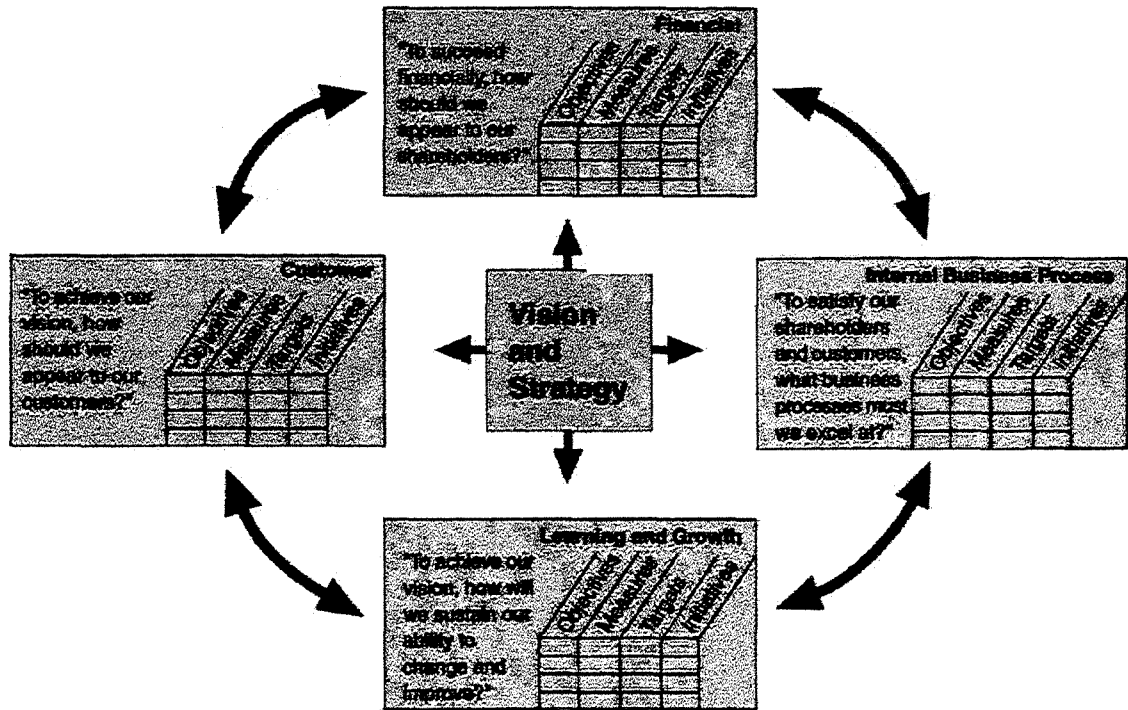 Financial
"To succeed
financially, how
should we
appear to our
shareholders?"
Objectives
Measures
Targets
Initiatives
Customer
"To achieve our
vision, how
should we
appear to our
customers?"
Objectives
Measures
Targets
Initiatives
Vision
and
Strategy
Internal Business Process
"To satisfy our
shareholders
and customers,
what business
processes must
we excel at?"
Objectives
Measures
Targets
Initiatives
Learning and Growth
"To achieve our
vision, how will
we sustain our
ability to
change and
improve?"
Objectives
Measures
Targets
Initiatives